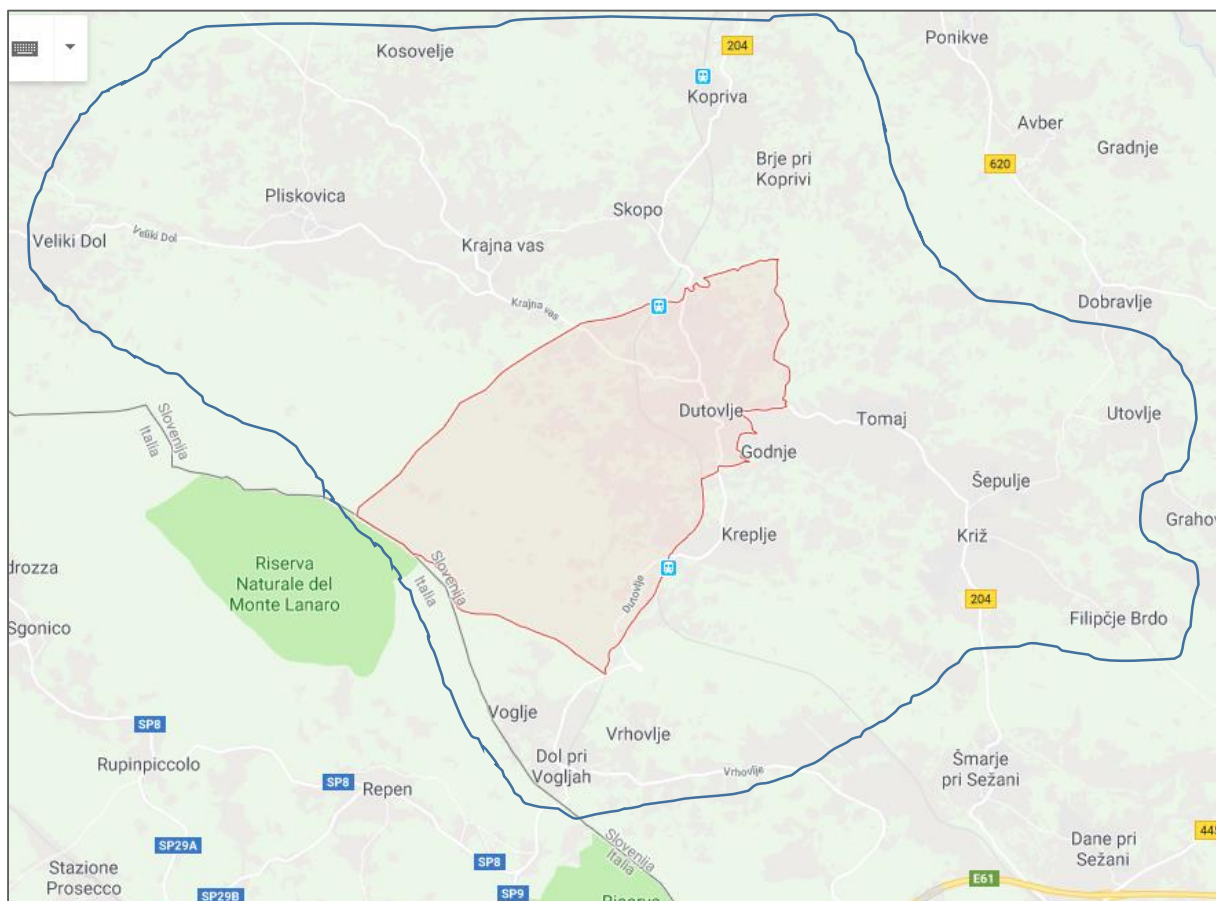 Kosovelje
204
Ponikve
Kopriva
Avber
Gradnje
Brje pri
Koprivi
620
Pliskovica
Skopo
Veliki Dol
Veliki Dol
Krajna vas
Krajna vas
Dobravlje
Slovenija
Italia
Dutovlje
Tomaj
Utovlje
Godnje
Šepulje
Križ
Kreplje
Riserva
Naturale del
Monte Lanaro
Slovenija
Italia
Dutovlje
204
Filipčje Brdo
Sgonico
SP8
Voglje
Vrhovlje
Dol pri
Vogljah
Vrhovlje
Šmarje
pri Sežani
Rupinpiccolo
SP8
Repen
SP29A
SP8
Slovenija
Italia
Dane pri
Sežani
Stazione
Prosecco
SP29B
SP9
E61